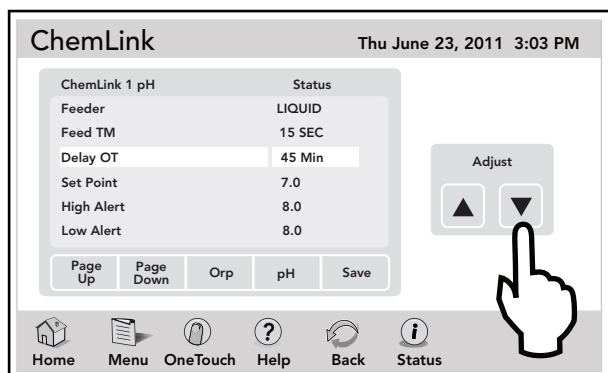 ChemLink Thu June 23, 2011 3:03 PM
ChemLink 1 pH Status
Feeder LIQUID
Feed TM 15 SEC
Delay OT 45 Min
Set Point 7.0
High Alert 8.0
Low Alert 8.0
Adjust
Page Up Page Down Orp pH Save
Home Menu OneTouch Help Back Status